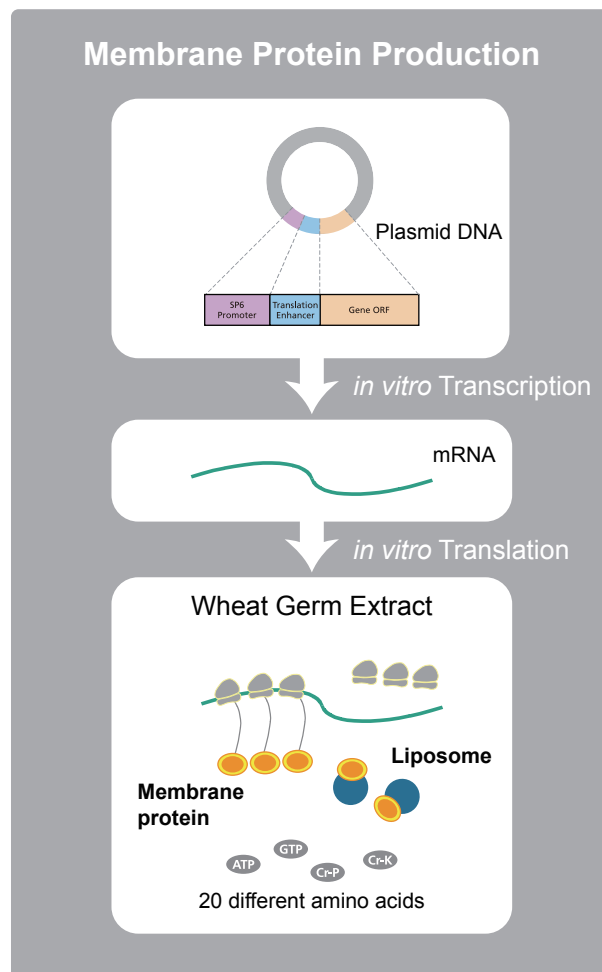 Membrane Protein Production
Plasmid DNA
SP6
Promoter
Translation
Enhancer
Gene ORF
in vitro Transcription
mRNA
in vitro Translation
Wheat Germ Extract
Liposome
Membrane
protein
ATP
GTP
Cr-P
Cr-K
20 different amino acids